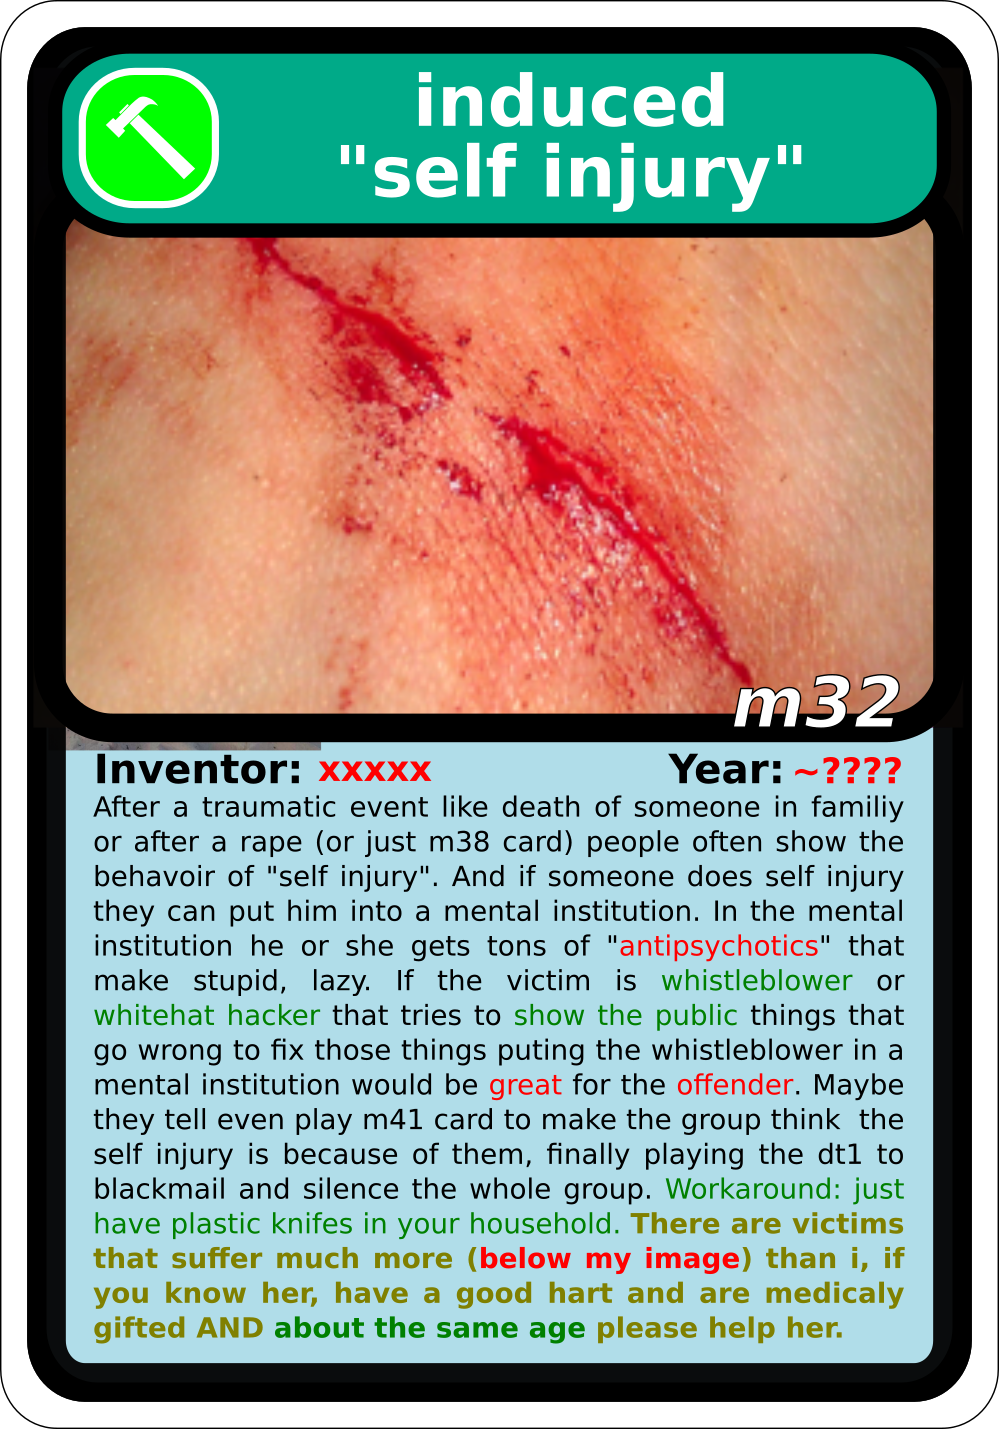 induced
"self injury"
m32
Inventor: xxxxx Year: ~????
After a traumatic event like death of someone in familiy
or after a rape (or just m38 card) people often show the
behavoir of "self injury". And if someone does self injury
they can put him into a mental institution. In the mental
institution he or she gets tons of "antipsychotics" that
make stupid, lazy. If the victim is whistleblower or
whitehat hacker that tries to show the public things that
go wrong to fix those things puting the whistleblower in a
mental institution would be great for the offender. Maybe
they tell even play m41 card to make the group think the
self injury is because of them, finally playing the dt1 to
blackmail and silence the whole group. Workaround: just
have plastic knifes in your household. There are victims
that suffer much more (below my image) than i, if
you know her, have a good hart and are medicaly
gifted AND about the same age please help her.